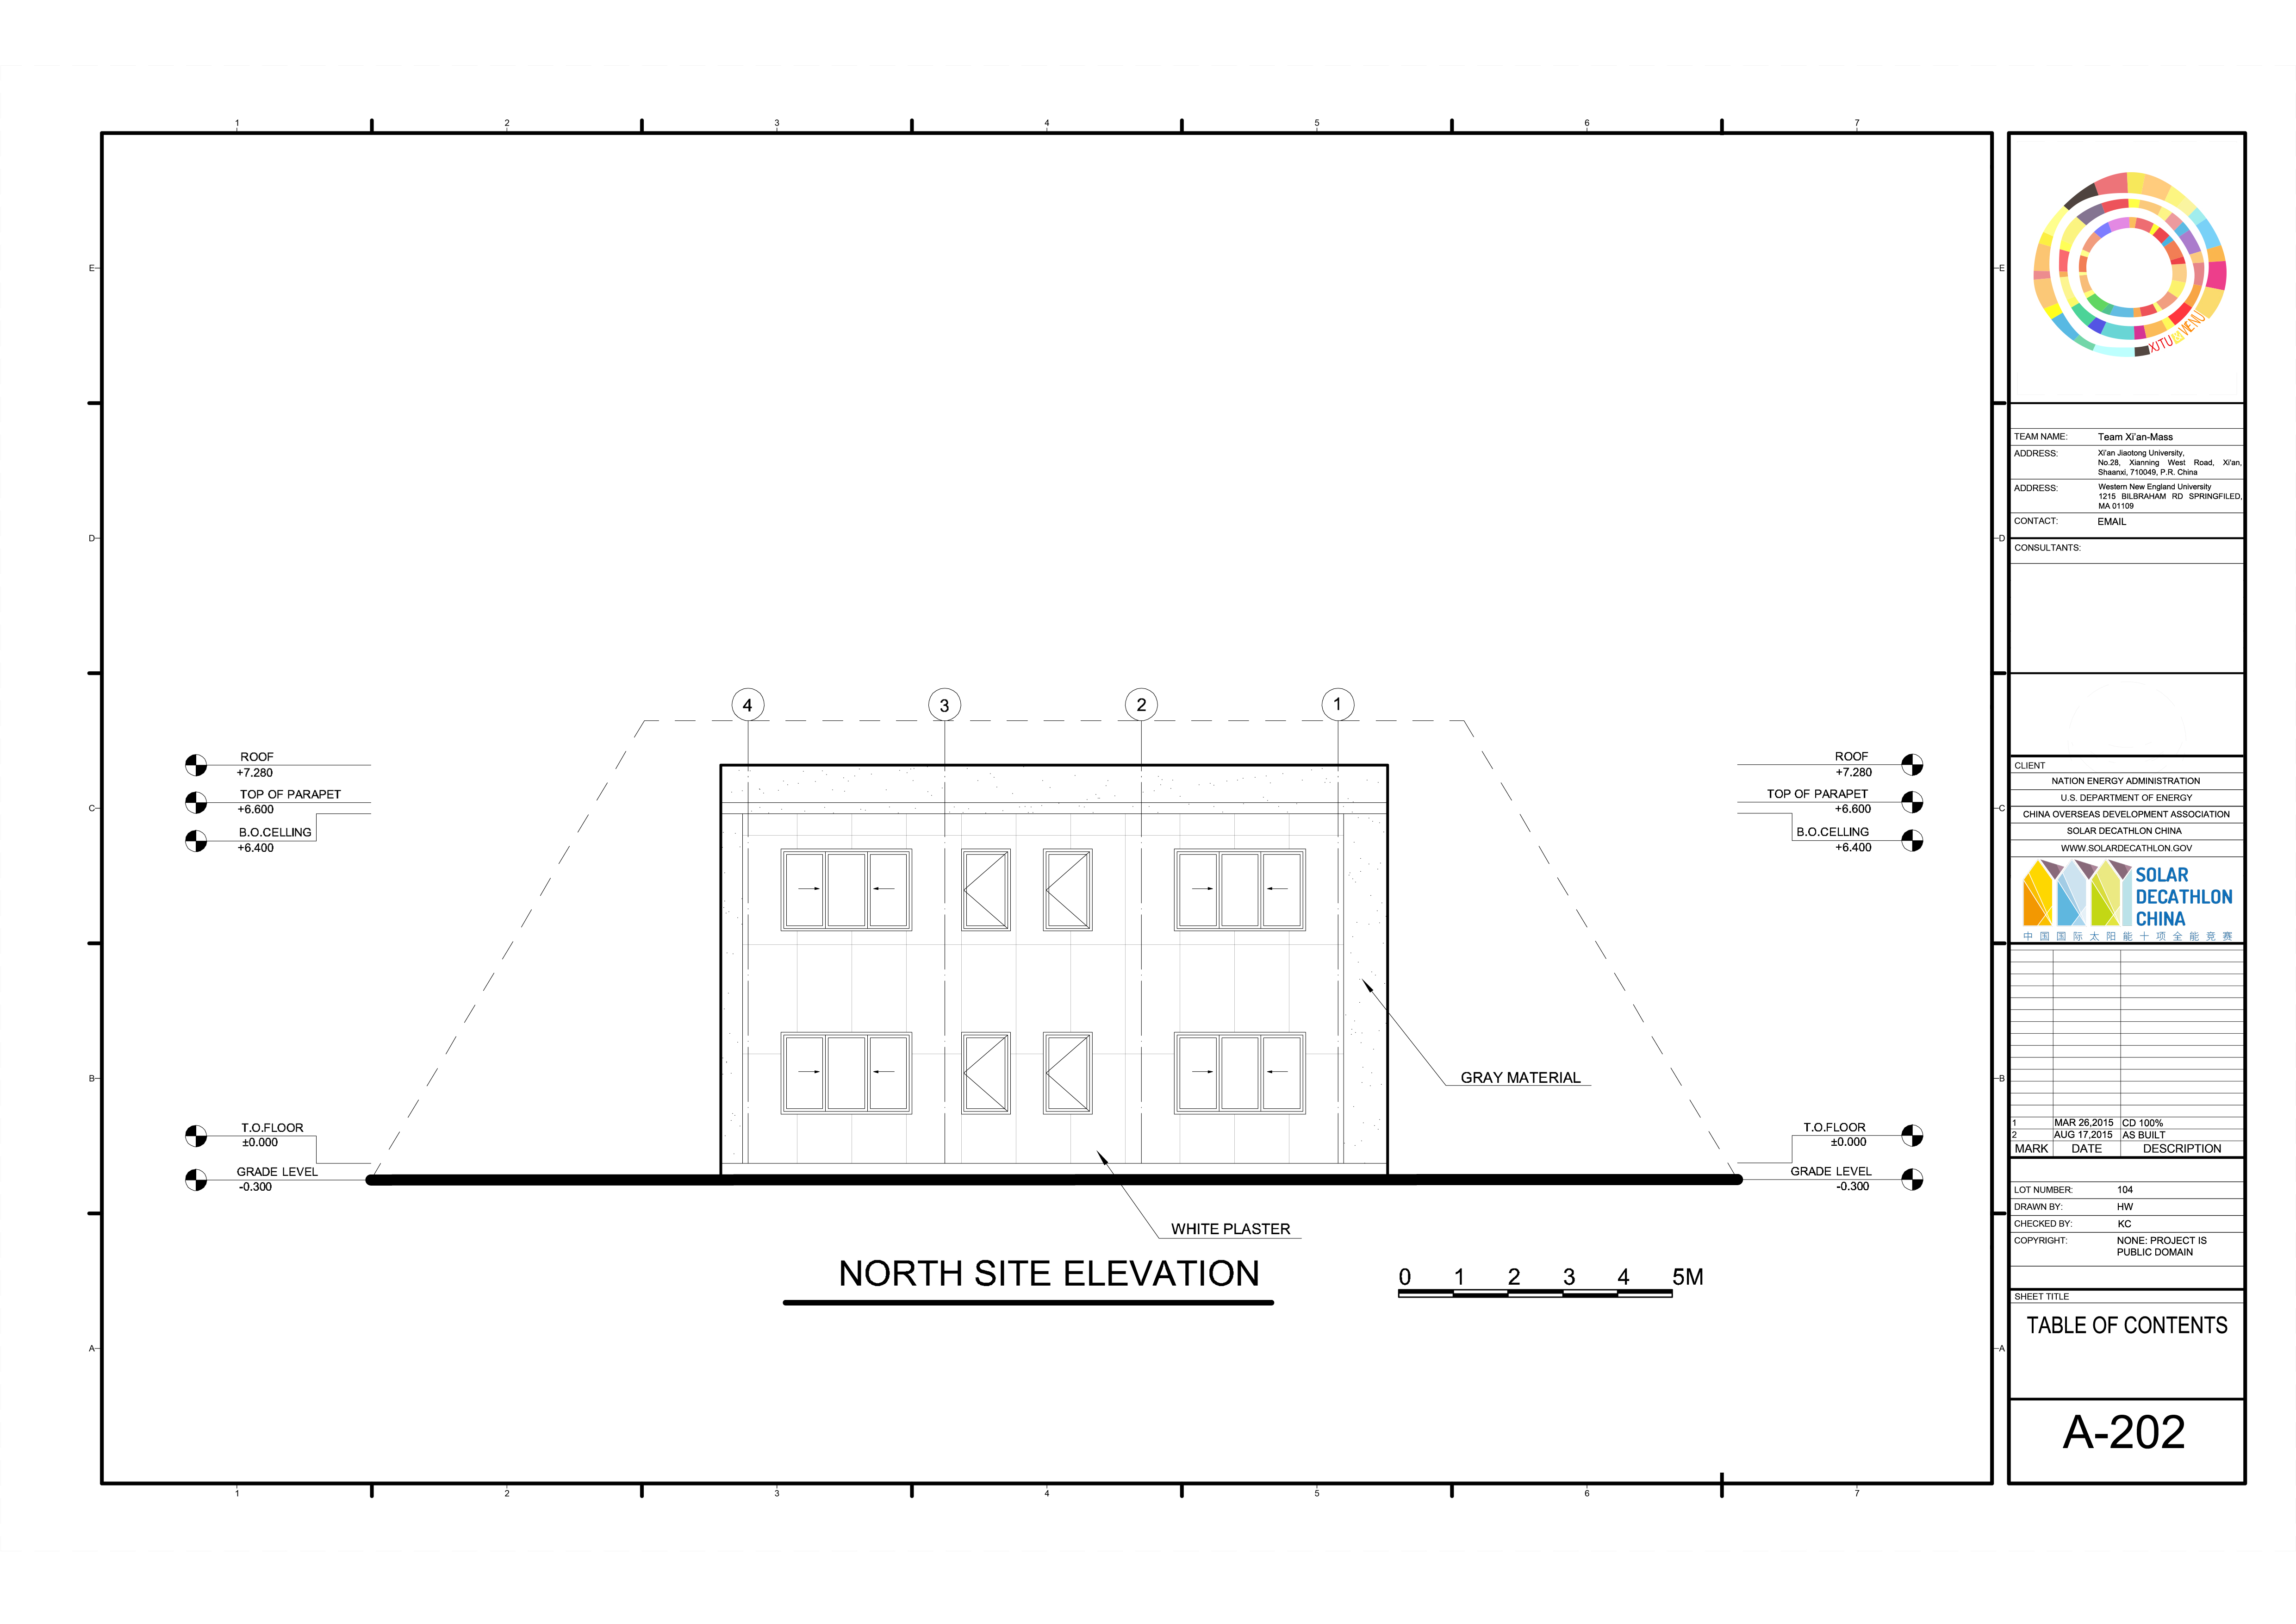 1 2 3 4 5 6 7
E E
D D
C C
B B
A A
4 3 2 1
ROOF
+7.280
TOP OF PARAPET
+6.600
B.O.CELLING
+6.400
T.O.FLOOR
±0.000
GRADE LEVEL
-0.300
ROOF
+7.280
TOP OF PARAPET
+6.600
B.O.CELLING
+6.400
T.O.FLOOR
±0.000
GRADE LEVEL
-0.300
GRAY MATERIAL
WHITE PLASTER
NORTH SITE ELEVATION
0 1 2 3 4 5M
1 2 3 4 5 6 7
XJTU WENU
TEAM NAME: Team Xi'an-Mass
ADDRESS: Xi'an Jiaotong University,
No.28, Xianning West Road, Xi'an,
Shaanxi, 710049, P.R. China
ADDRESS: Western New England University
1215 BILBRAHAM RD SPRINGFILED,
MA 01109
CONTACT: EMAIL
CONSULTANTS:
CLIENT
NATION ENERGY ADMINISTRATION
U.S. DEPARTMENT OF ENERGY
CHINA OVERSEAS DEVELOPMENT ASSOCIATION
SOLAR DECATHLON CHINA
WWW.SOLARDECATHLON.GOV
SOLAR
DECATHLON
CHINA
中国国际太阳能十项全能竞赛
1 MAR 26,2015 CD 100%
2 AUG 17,2015 AS BUILT
MARK DATE DESCRIPTION
LOT NUMBER: 104
DRAWN BY: HW
CHECKED BY: KC
COPYRIGHT: NONE: PROJECT IS
PUBLIC DOMAIN
SHEET TITLE
TABLE OF CONTENTS
A-202